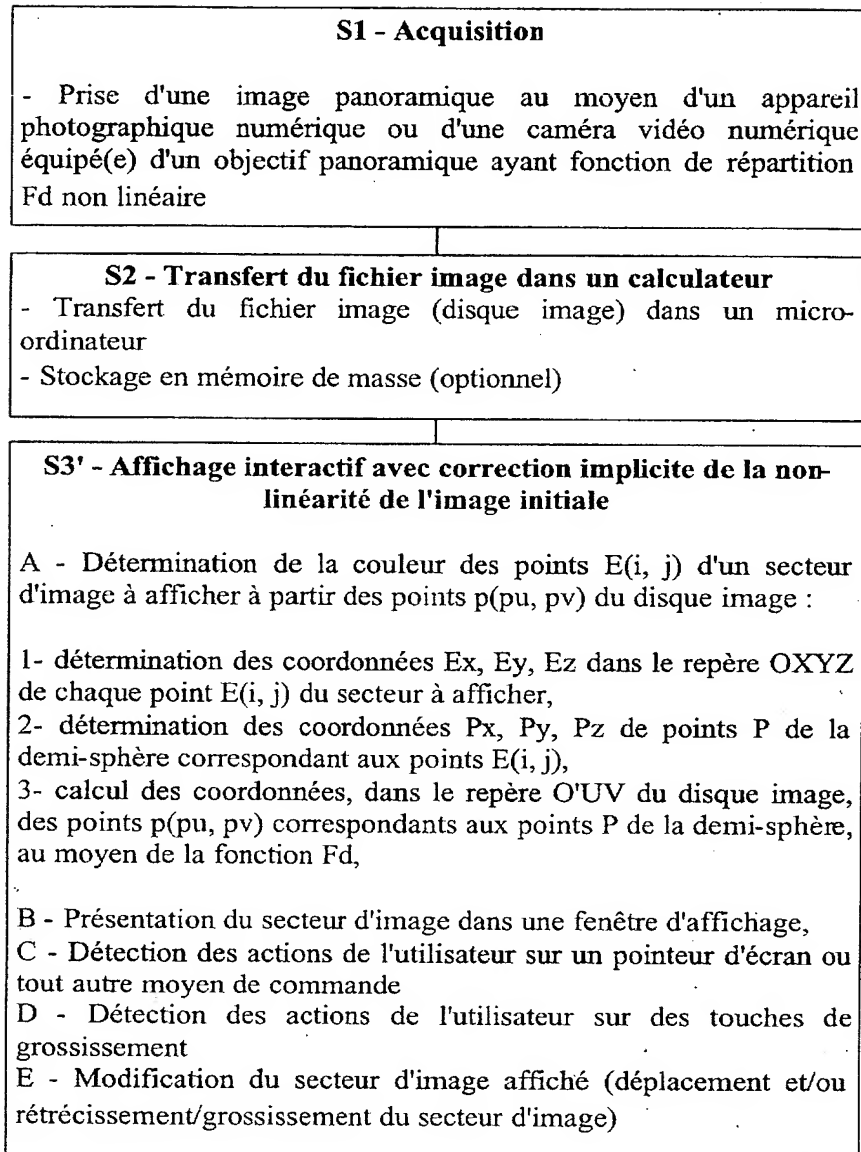 S1 - Acquisition
- Prise d'une image panoramique au moyen d'un appareil
photographique numérique ou d'une caméra vidéo numérique
équipé(e) d'un objectif panoramique ayant fonction de répartition
Fd non linéaire
S2 - Transfert du fichier image dans un calculateur
- Transfert du fichier image (disque image) dans un micro-
ordinateur
- Stockage en mémoire de masse (optionnel)
S3' - Affichage interactif avec correction implicite de la non-
linéarité de l'image initiale
A - Détermination de la couleur des points E(i, j) d'un secteur
d'image à afficher à partir des points p(pu, pv) du disque image :
1- détermination des coordonnées Ex, Ey, Ez dans le repère OXYZ
de chaque point E(i, j) du secteur à afficher,
2- détermination des coordonnées Px, Py, Pz de points P de la
demi-sphère correspondant aux points E(i, j),
3- calcul des coordonnées, dans le repère O'UV du disque image,
des points p(pu, pv) correspondants aux points P de la demi-sphère,
au moyen de la fonction Fd,
B - Présentation du secteur d'image dans une fenêtre d'affichage,
C - Détection des actions de l'utilisateur sur un pointeur d'écran ou
tout autre moyen de commande
D - Détection des actions de l'utilisateur sur des touches de
grossissement
E - Modification du secteur d'image affiché (déplacement et/ou
rétrécissement/grossissement du secteur d'image)